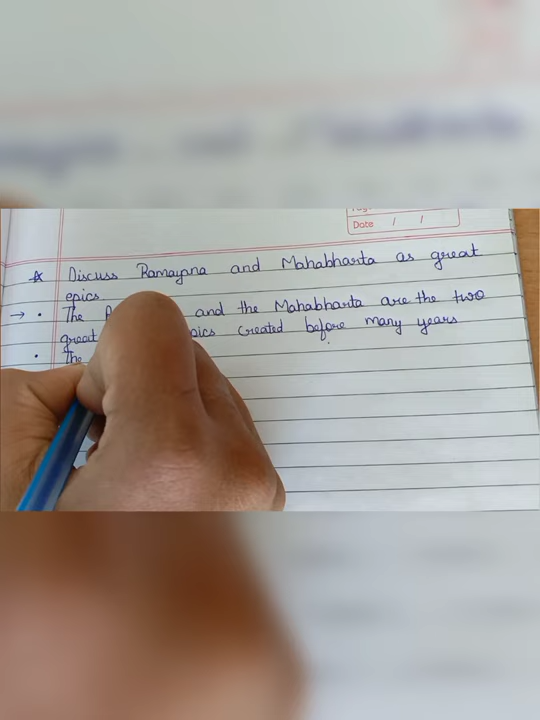 Date / /
A Discuss Ramayana and Mahabharta as great
epics.
→ • The and the Mahabharta are the two
great created before many years
• The